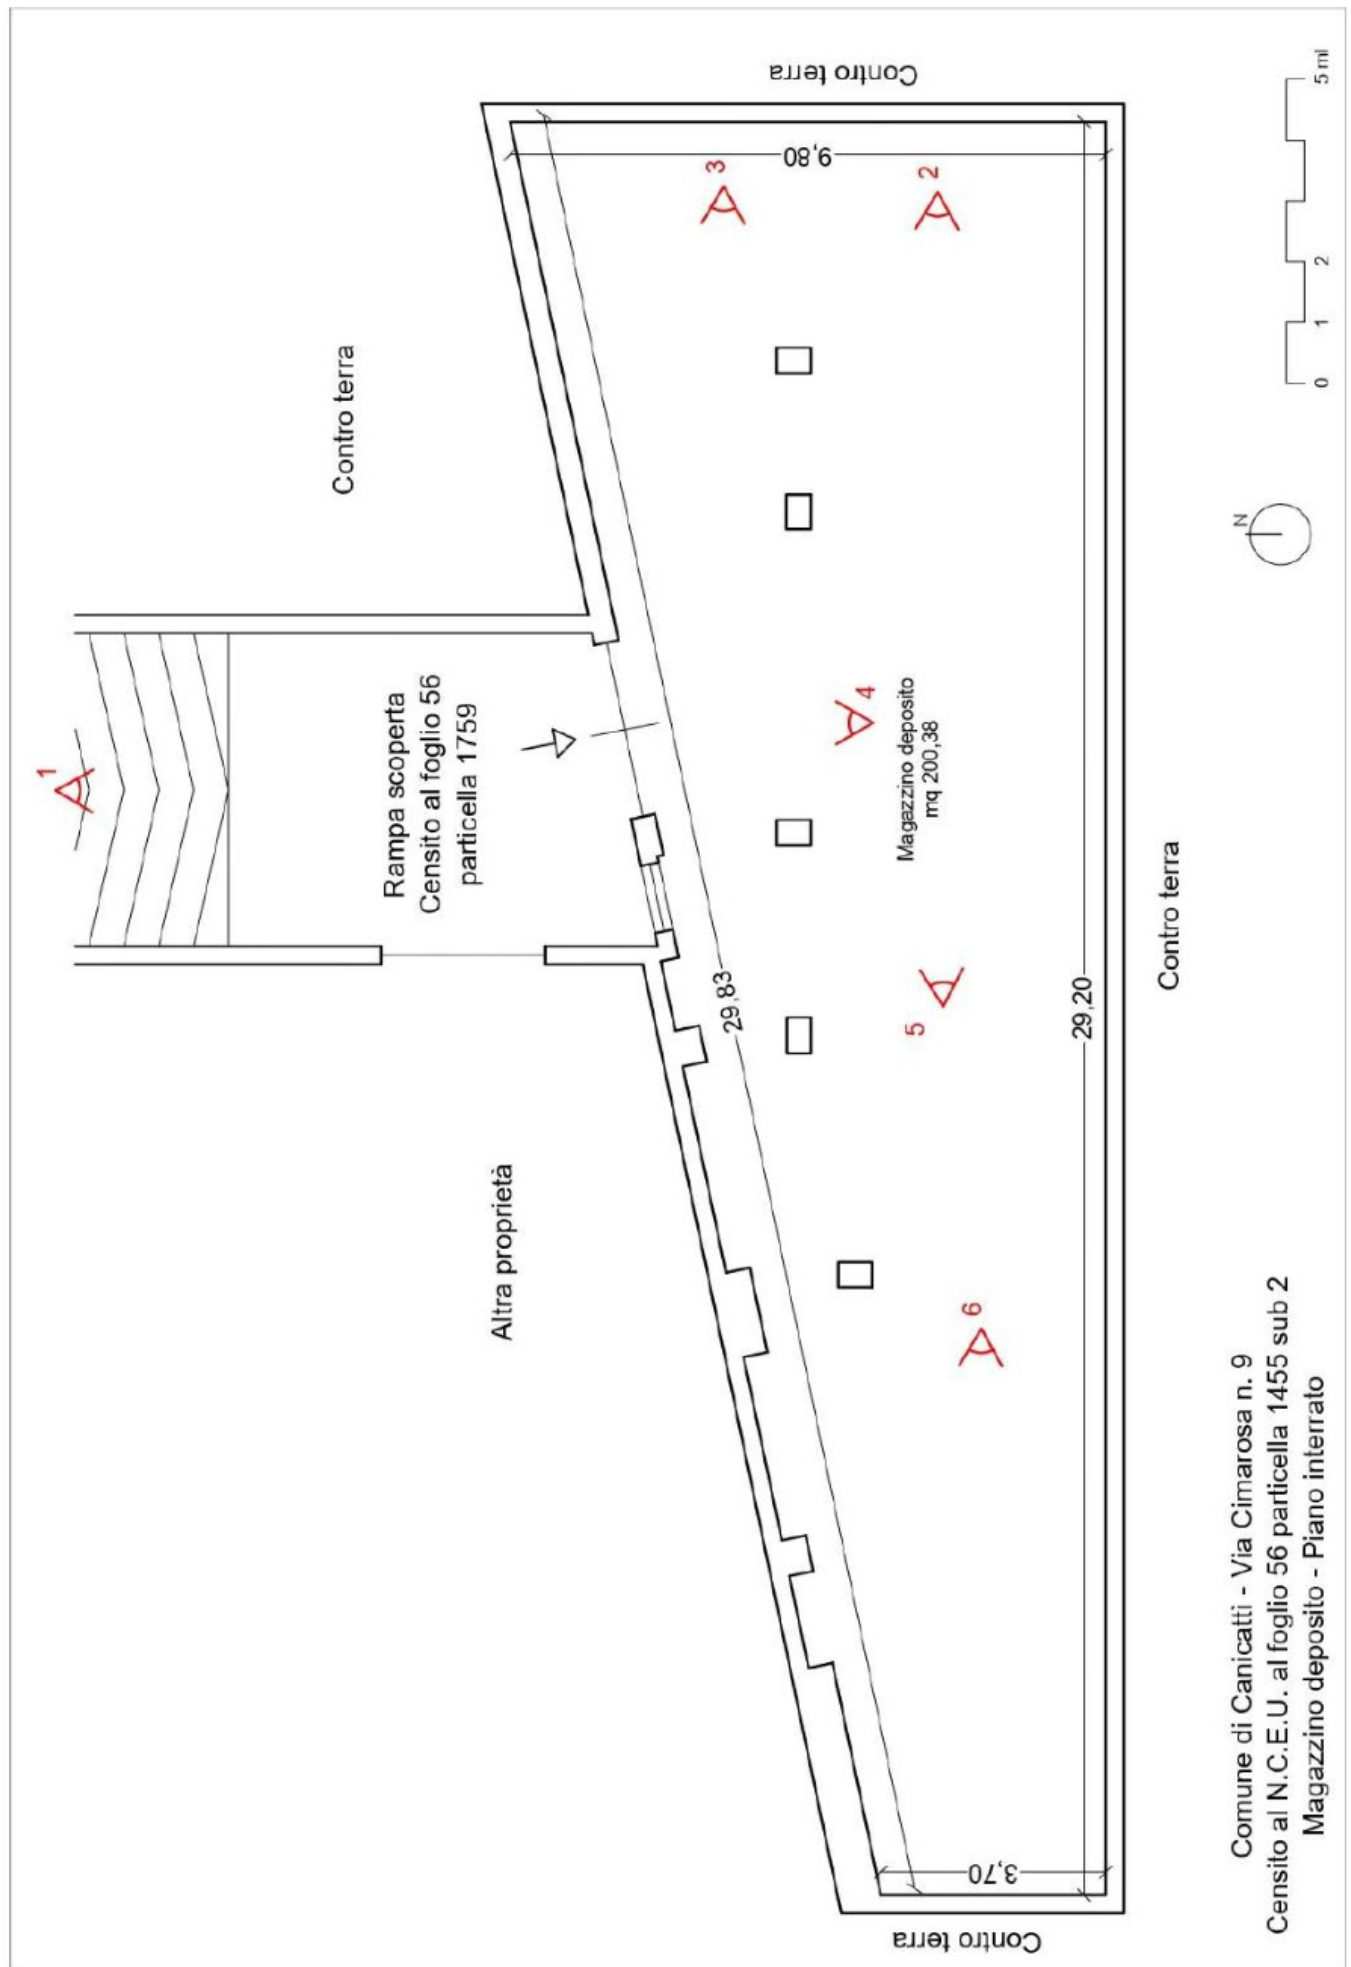 Contro terra
9,80
3
2
Contro terra
1
Rampa scoperta
Censito al foglio 56
particella 1759
4
Magazzino deposito
mq 200,38
5
29,83
29,20
Contro terra
Altra proprietà
6
3,70
Contro terra
N
0
1
2
5 ml
Comune di Canicatti - Via Cimarosa n. 9
Censito al N.C.E.U. al foglio 56 particella 1455 sub 2
Magazzino deposito - Piano interrato